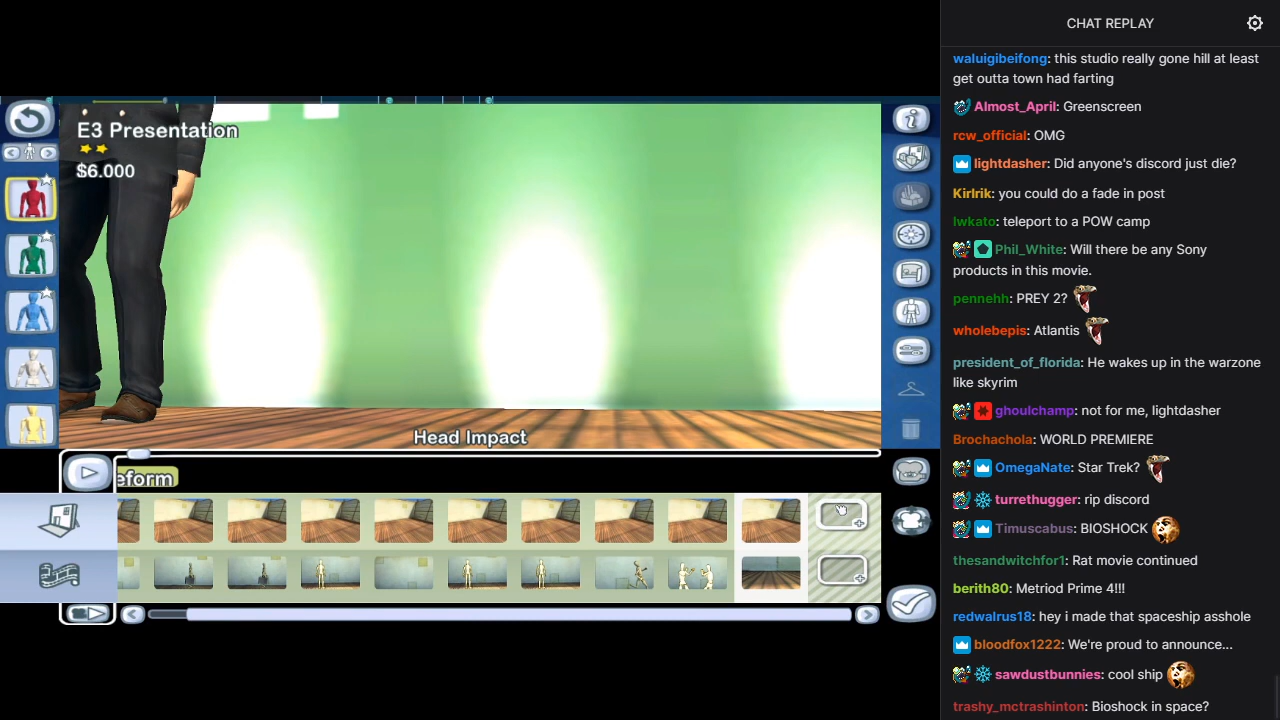 E3 Presentation
$6.000
Head Impact
eform
CHAT REPLAY
waluigibeifong: this studio really gone hill at least
get outta town had farting
Almost_April: Greenscreen
rcw_official: OMG
lightdasher: Did anyone's discord just die?
Kirlrik: you could do a fade in post
lwkato: teleport to a POW camp
Phil_White: Will there be any Sony
products in this movie.
pennehh: PREY 2?
wholebepis: Atlantis
president_of_florida: He wakes up in the warzone
like skyrim
ghoulchamp: not for me, lightdasher
Brochachola: WORLD PREMIERE
OmegaNate: Star Trek?
turrethugger: rip discord
Timuscabus: BIOSHOCK
thesandwitchfor1: Rat movie continued
berith80: Metriod Prime 4!!!
redwalrus18: hey i made that spaceship asshole
bloodfox1222: We're proud to announce...
sawdustbunnies: cool ship
trashy_mctrashinton: Bioshock in space?